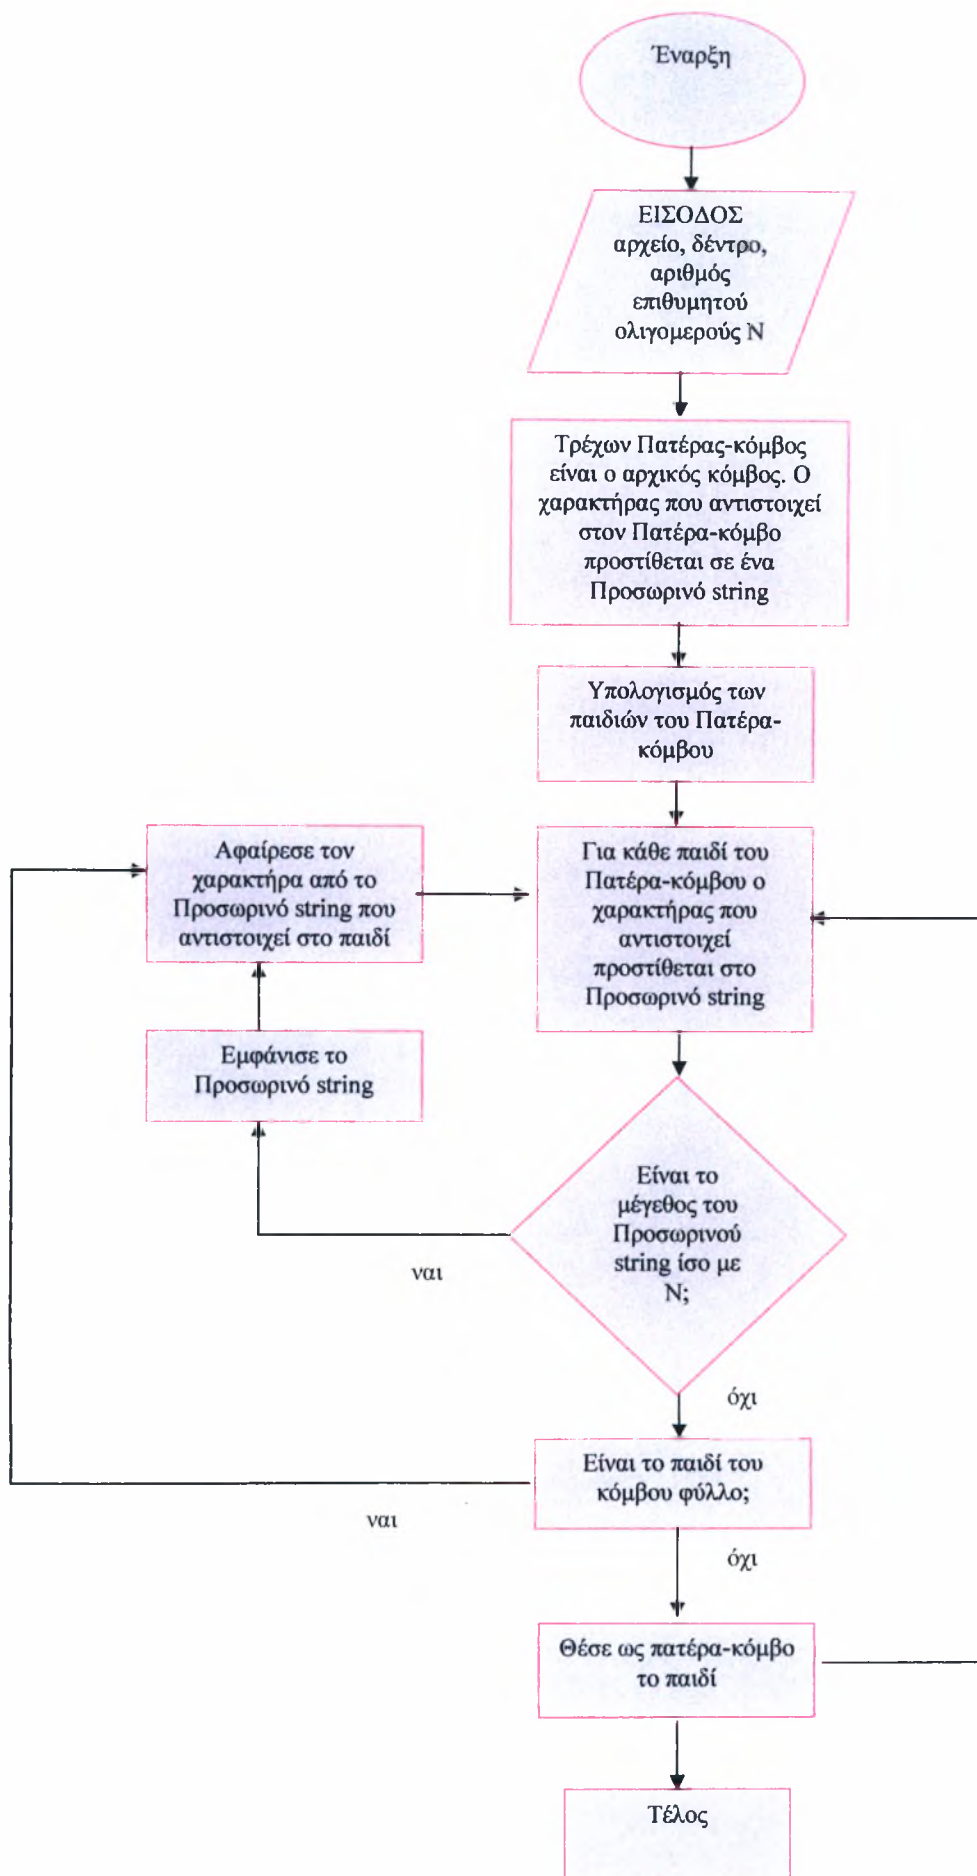 Έναρξη
ΕΙΣΟΔΟΣ
αρχείο, δέντρο,
αριθμός
επιθυμητού
ολιγομερούς Ν
Τρέχων Πατέρας-κόμβος
είναι ο αρχικός κόμβος. Ο
χαρακτήρας που αντιστοιχεί
στον Πατέρα-κόμβο
προστίθεται σε ένα
Προσωρινό string
Υπολογισμός των
παιδιών του Πατέρα-
κόμβου
Αφαίρεσε τον
χαρακτήρα από το
Προσωρινό string που
αντιστοιχεί στο παιδί
Για κάθε παιδί του
Πατέρα-κόμβου ο
χαρακτήρας που
αντιστοιχεί
προστίθεται στο
Προσωρινό string
Εμφάνισε το
Προσωρινό string
Είναι το
μέγεθος του
Προσωρινού
string ίσο με
Ν;
ναι
όχι
Είναι το παιδί του
κόμβου φύλλο;
ναι
όχι
Θέσε ως πατέρα-κόμβο
το παιδί
Τέλος